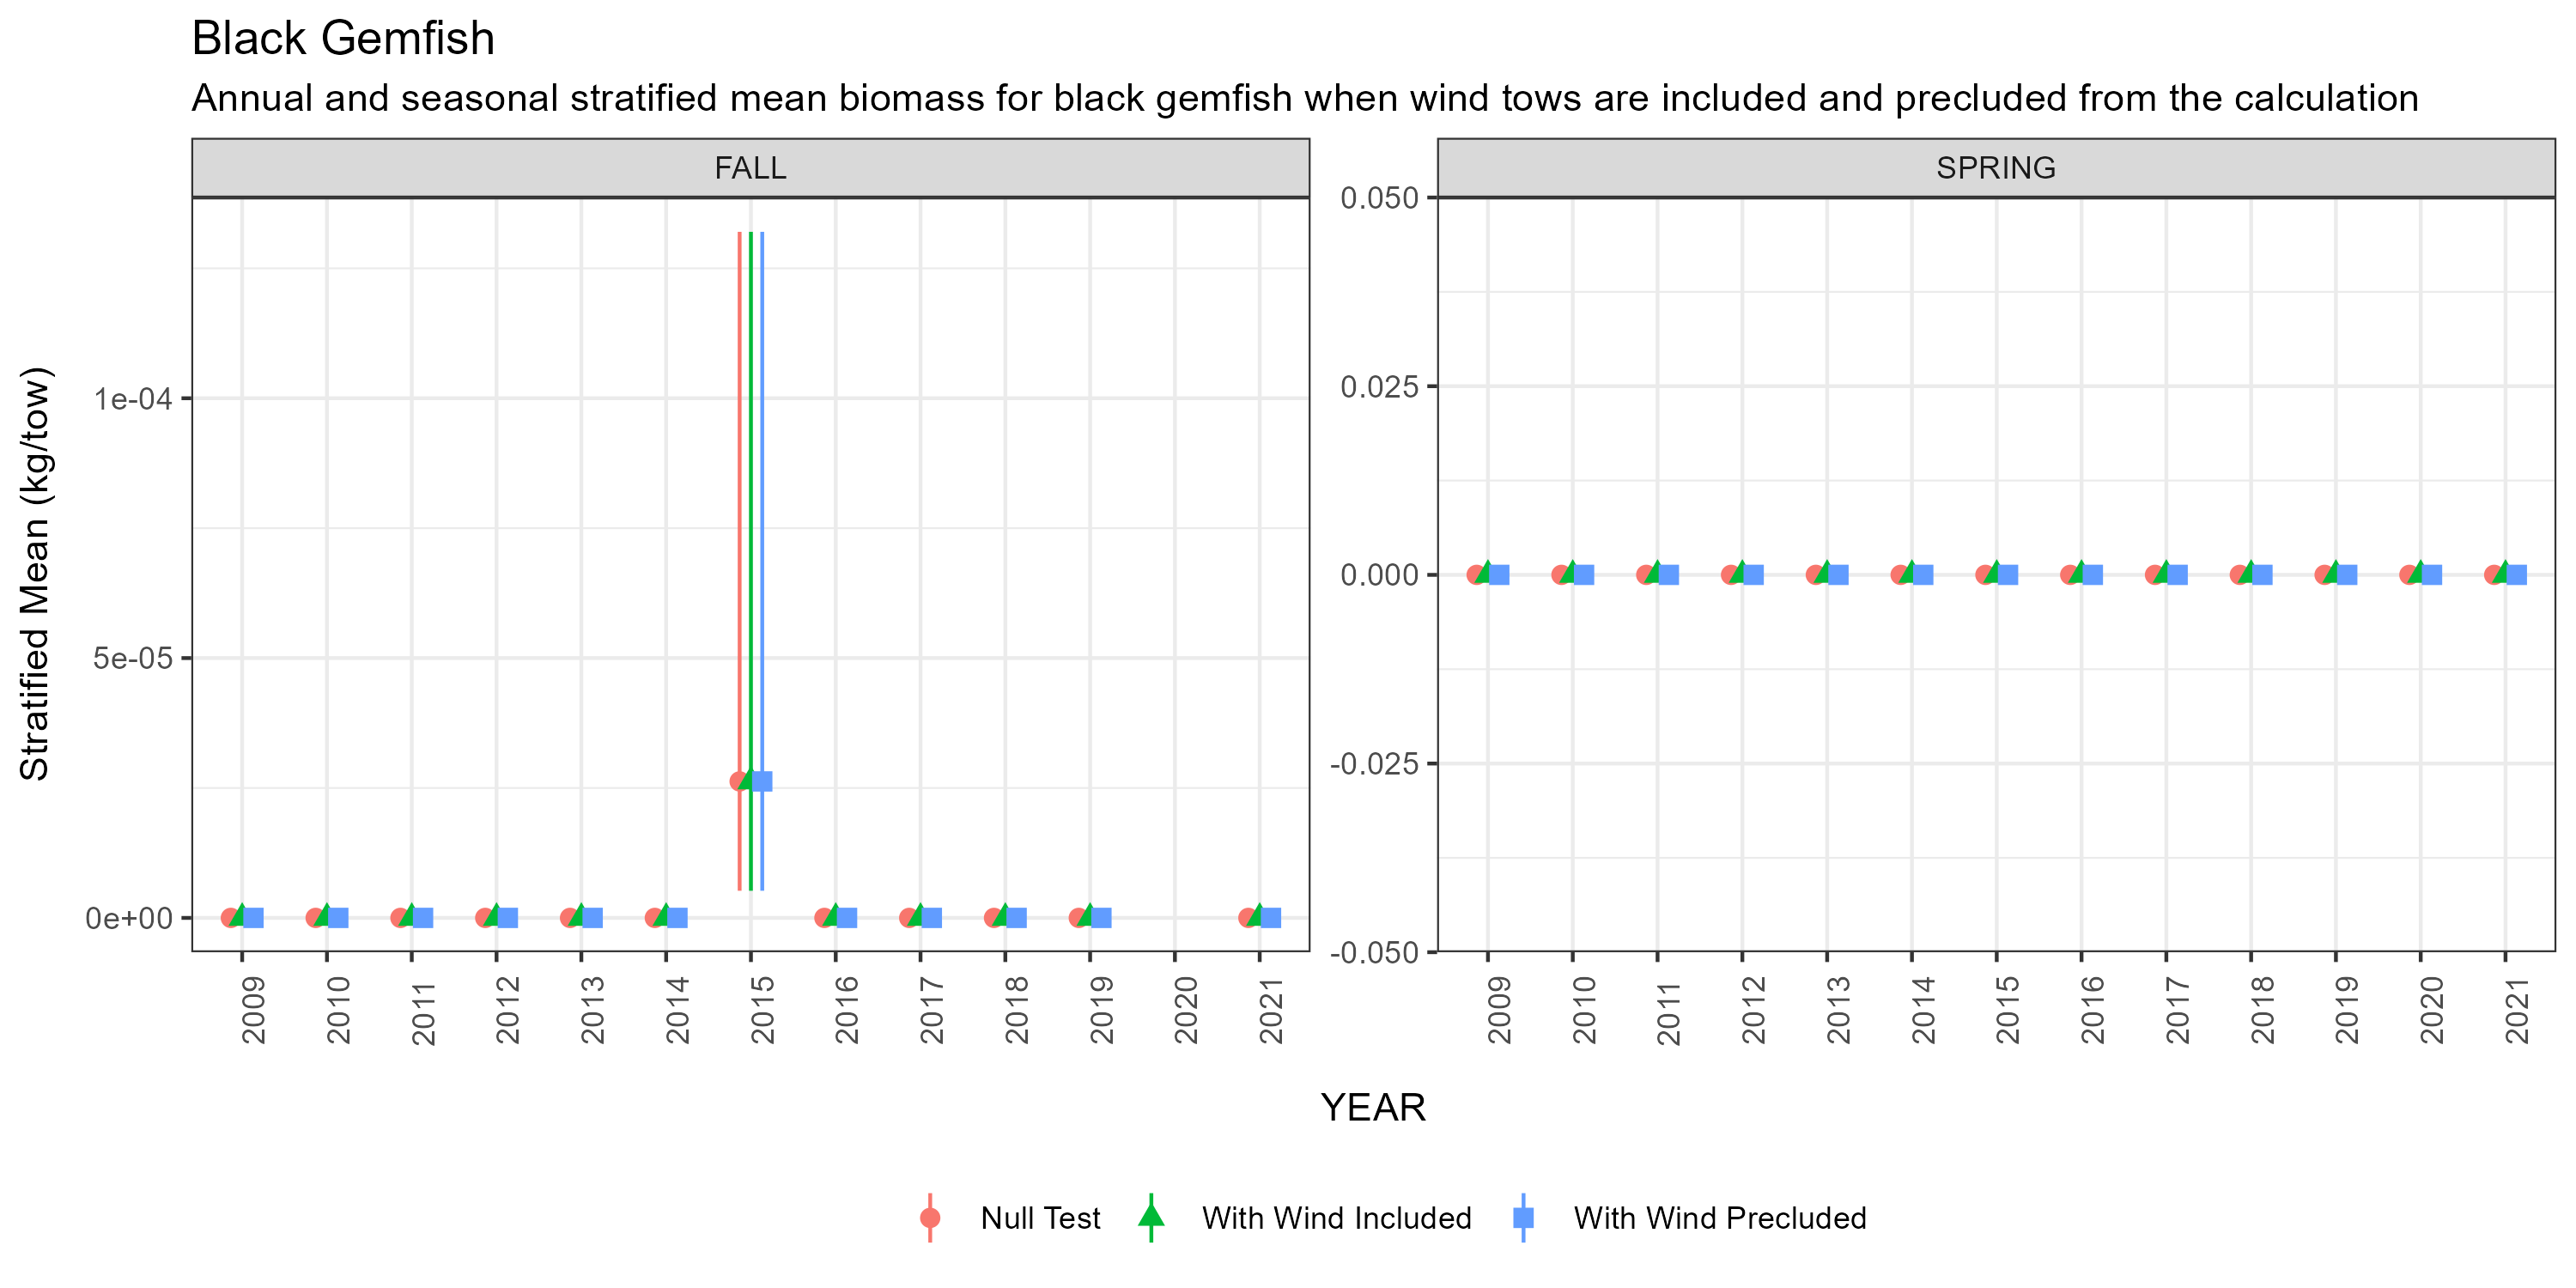 Black Gemfish
Annual and seasonal stratified mean biomass for black gemfish when wind tows are included and precluded from the calculation
FALL
SPRING
Stratified Mean (kg/tow)
1e-04
5e-05
0e+00
0.050
0.025
0.000
-0.025
-0.050
2009 2010 2011 2012 2013 2014 2015 2016 2017 2018 2019 2020 2021
2009 2010 2011 2012 2013 2014 2015 2016 2017 2018 2019 2020 2021
YEAR
Null Test With Wind Included With Wind Precluded